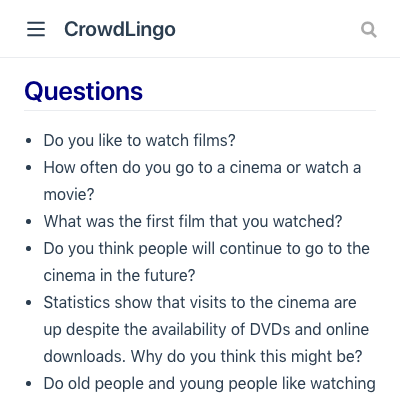 CrowdLingo
Questions
Do you like to watch films?
How often do you go to a cinema or watch a
movie?
What was the first film that you watched?
Do you think people will continue to go to the
cinema in the future?
Statistics show that visits to the cinema are
up despite the availability of DVDs and online
downloads. Why do you think this might be?
Do old people and young people like watching